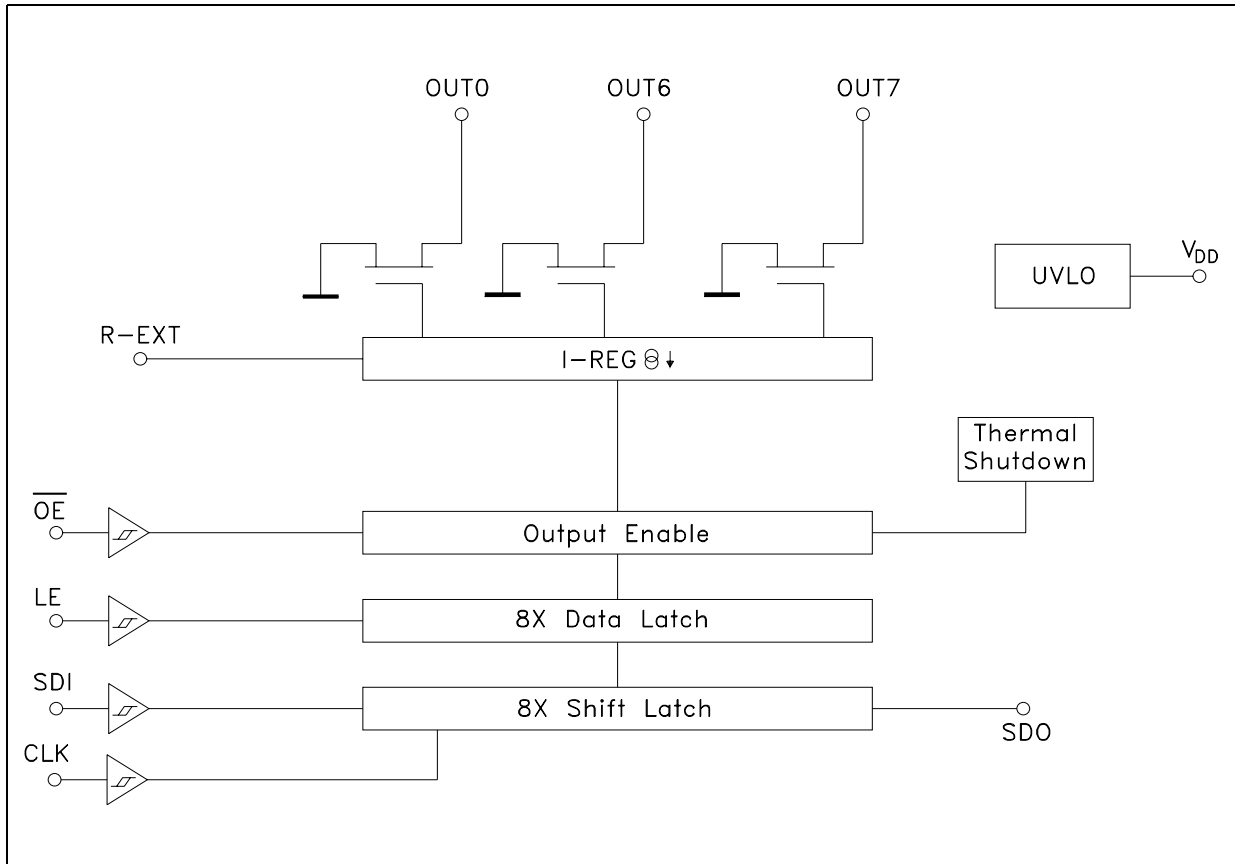 OUT0
OUT6
OUT7
UVLO
VDD
R-EXT
I-REG
Thermal
Shutdown
OE
Output Enable
LE
8X Data Latch
SDI
8X Shift Latch
SDO
CLK